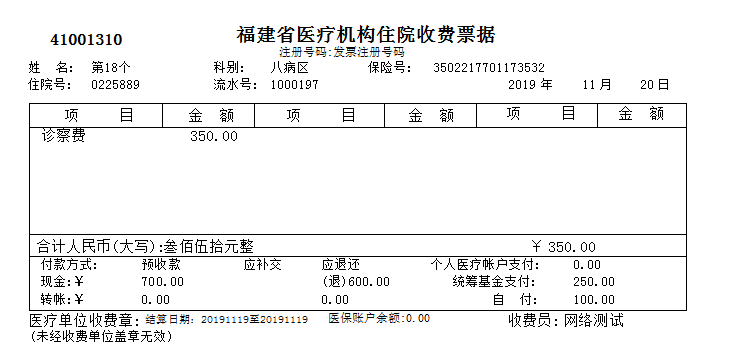 福建省医疗机构住院收费票据
41001310
注册号码:发票注册号码
姓 名: 第18个 科别: 八病区 保险号: 3502217701173532
住院号: 0225889 流水号: 1000197 2019 年 11 月 20 日
项 目 金 额 项 目 金 额 项 目 金 额
诊察费 350.00
合计人民币(大写):叁佰伍拾元整 ￥ 350.00
付款方式: 预收款 应补交 应退还 个人医疗帐户支付: 0.00
现金:￥ 700.00 (退)600.00 统筹基金支付: 250.00
转帐:￥ 0.00 0.00 自 付: 100.00
医疗单位收费章: 结算日期: 20191119至20191119 医保账户余额:0.00 收费员: 网络测试
(未经收费单位盖章无效)